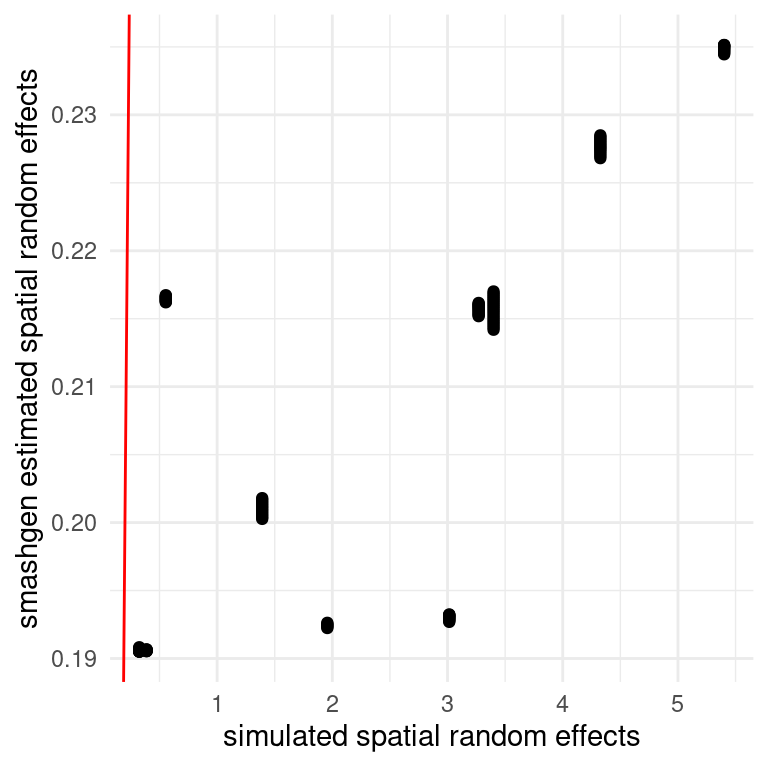 smashgen estimated spatial random effects
0.23
0.22
0.21
0.20
0.19
1 2 3 4 5
simulated spatial random effects